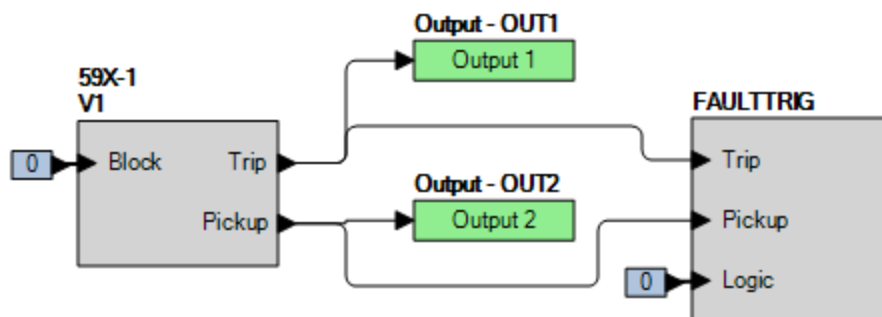 Output - OUT1
Output 1
59X-1
V1
FAULTTRIG
0
Block
Trip
Trip
Output - OUT2
Pickup
Output 2
Pickup
0
Logic